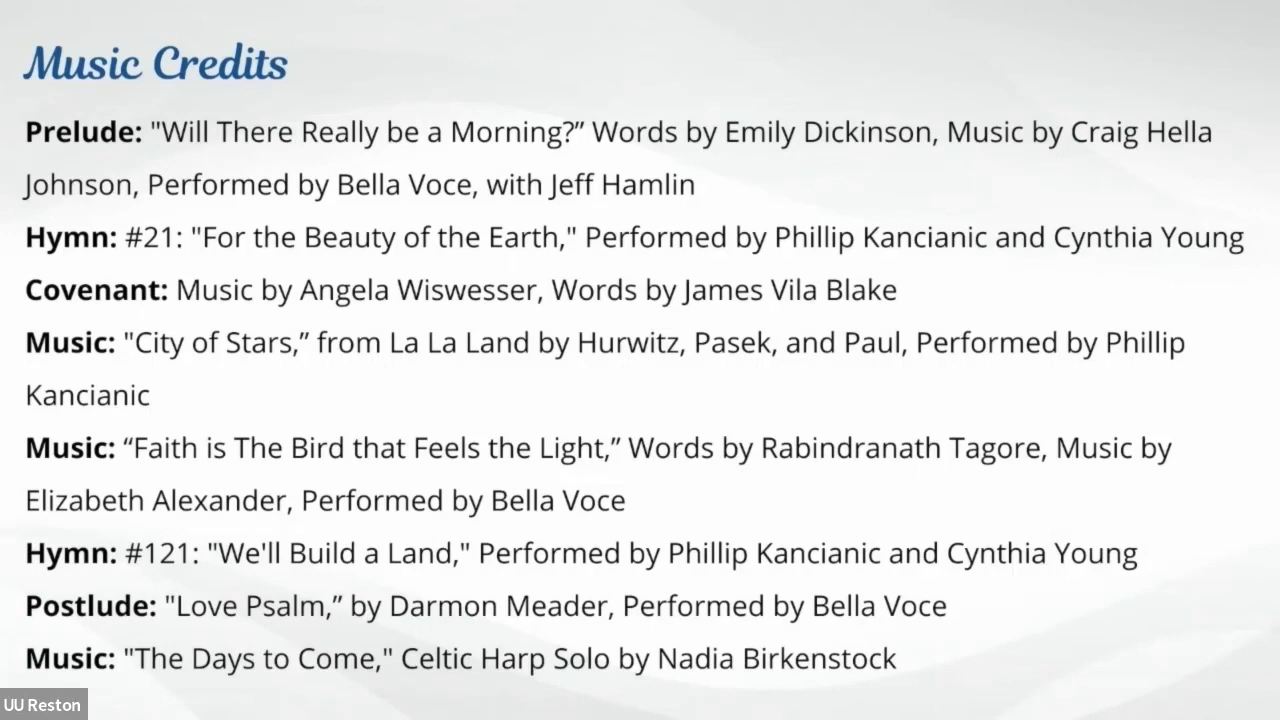 Music Credits
Prelude: "Will There Really be a Morning?” Words by Emily Dickinson, Music by Craig Hella
Johnson, Performed by Bella Voce, with Jeff Hamlin
Hymn: #21: "For the Beauty of the Earth," Performed by Phillip Kancianic and Cynthia Young
Covenant: Music by Angela Wiswesser, Words by James Vila Blake
Music: "City of Stars,” from La La Land by Hurwitz, Pasek, and Paul, Performed by Phillip
Kancianic
Music: “Faith is The Bird that Feels the Light,” Words by Rabindranath Tagore, Music by
Elizabeth Alexander, Performed by Bella Voce
Hymn: #121: "We'll Build a Land," Performed by Phillip Kancianic and Cynthia Young
Postlude: "Love Psalm,” by Darmon Meader, Performed by Bella Voce
Music: "The Days to Come," Celtic Harp Solo by Nadia Birkenstock
UU Reston